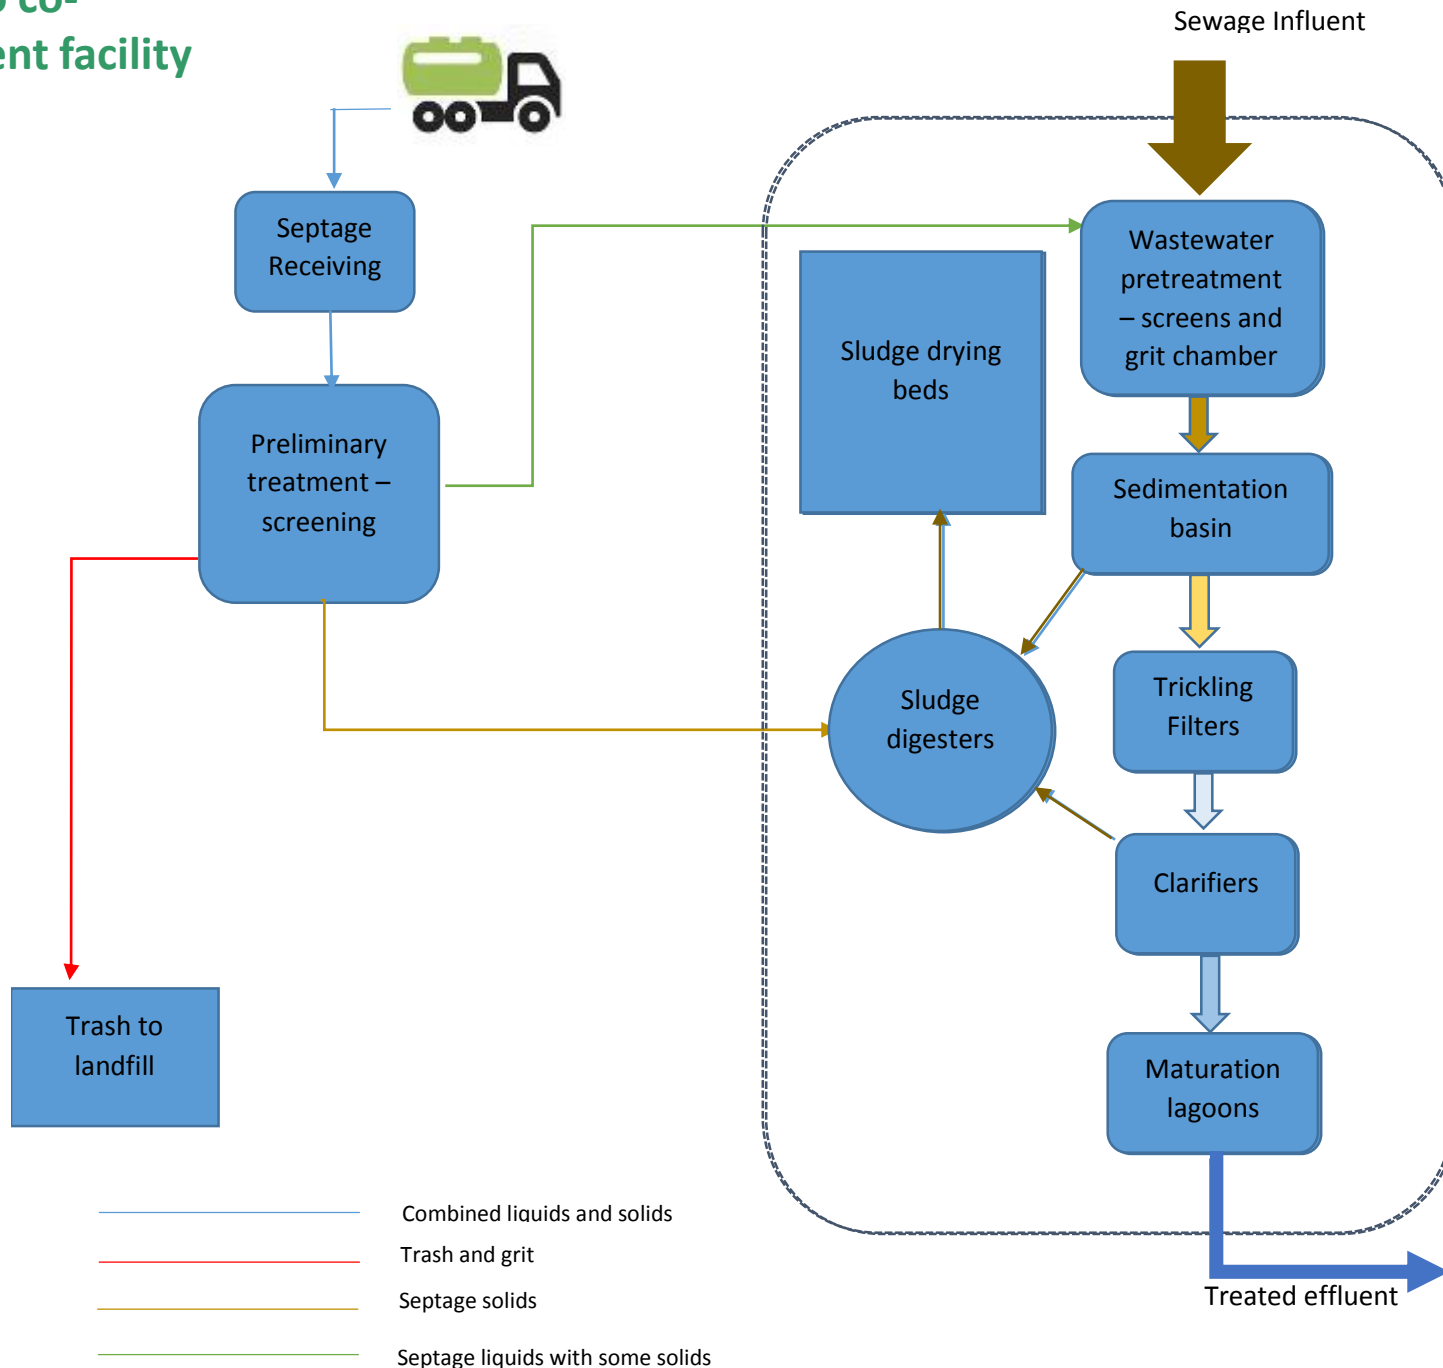 co-
ent facility
Sewage Influent
Septage
Receiving
Wastewater
pretreatment
– screens and
grit chamber
Sludge drying
beds
Preliminary
treatment –
screening
Sedimentation
basin
Sludge
digesters
Trickling
Filters
Clarifiers
Trash to
landfill
Maturation
lagoons
Combined liquids and solids
Trash and grit
Septage solids
Septage liquids with some solids
Treated effluent